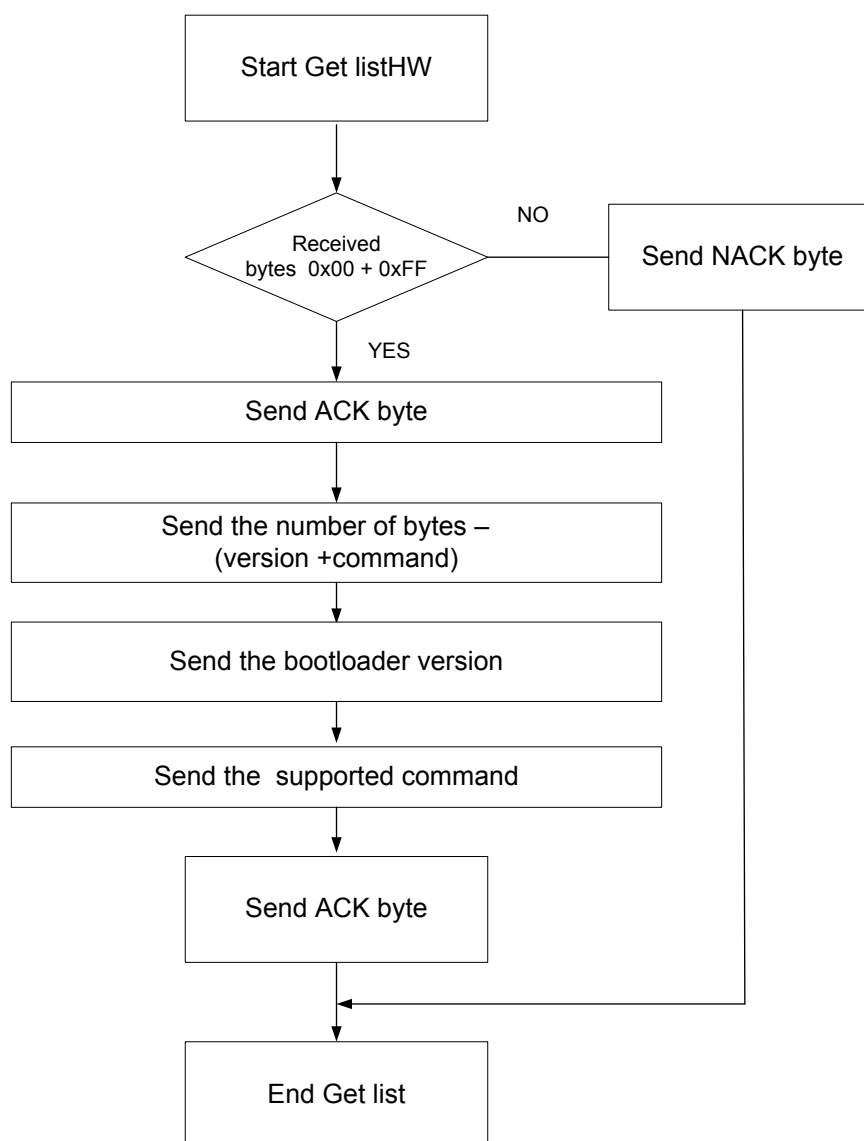 Start Get listHW
NO
Received
bytes 0x00 + 0xFF
Send NACK byte
YES
Send ACK byte
Send the number of bytes –
(version +command)
Send the bootloader version
Send the supported command
Send ACK byte
End Get list